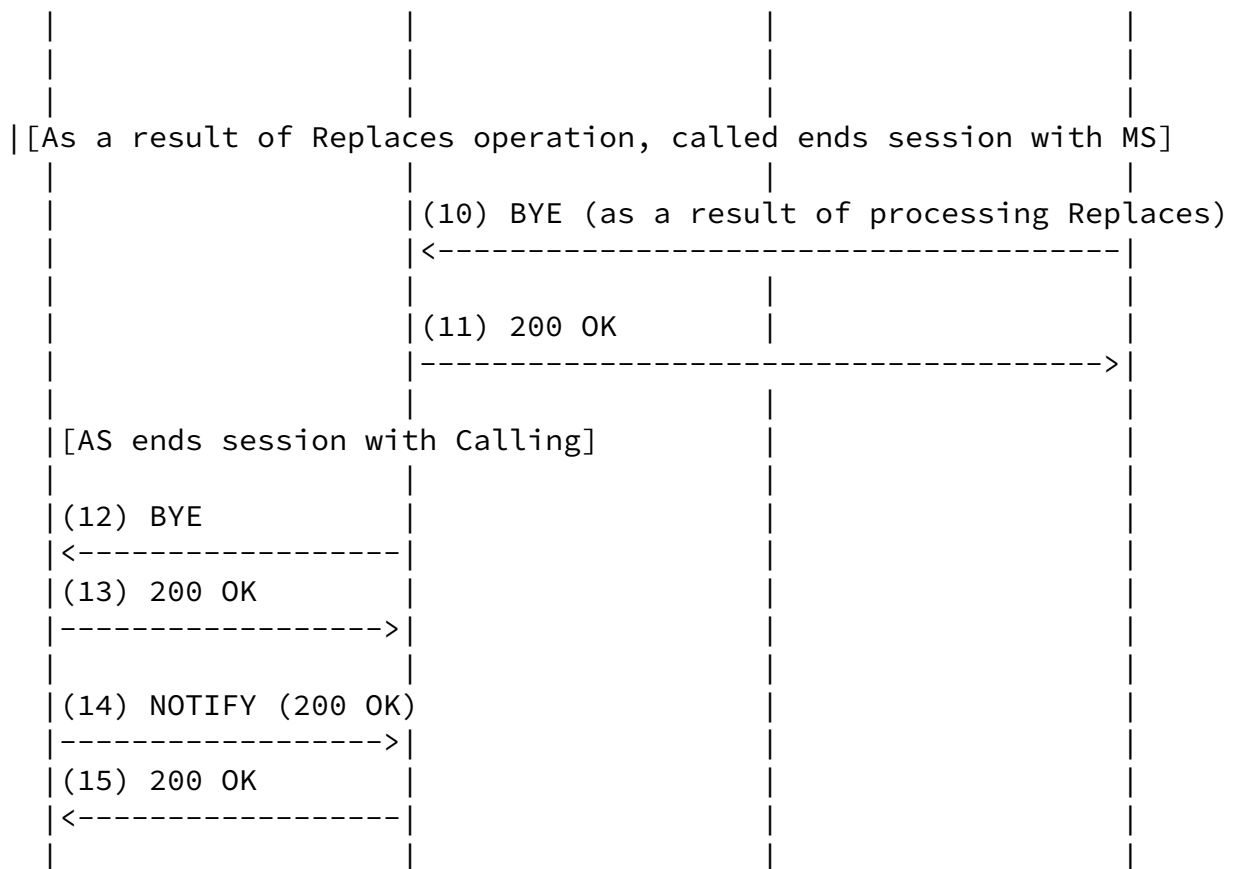 |[As a result of Replaces operation, called ends session with MS]
(10) BYE (as a result of processing Replaces)
<--------------------------------------
(11) 200 OK
-------------------------------------->
[AS ends session with Calling]
(12) BYE
<------------------
(13) 200 OK
------------------>
(14) NOTIFY (200 OK)
------------------>
(15) 200 OK
<------------------